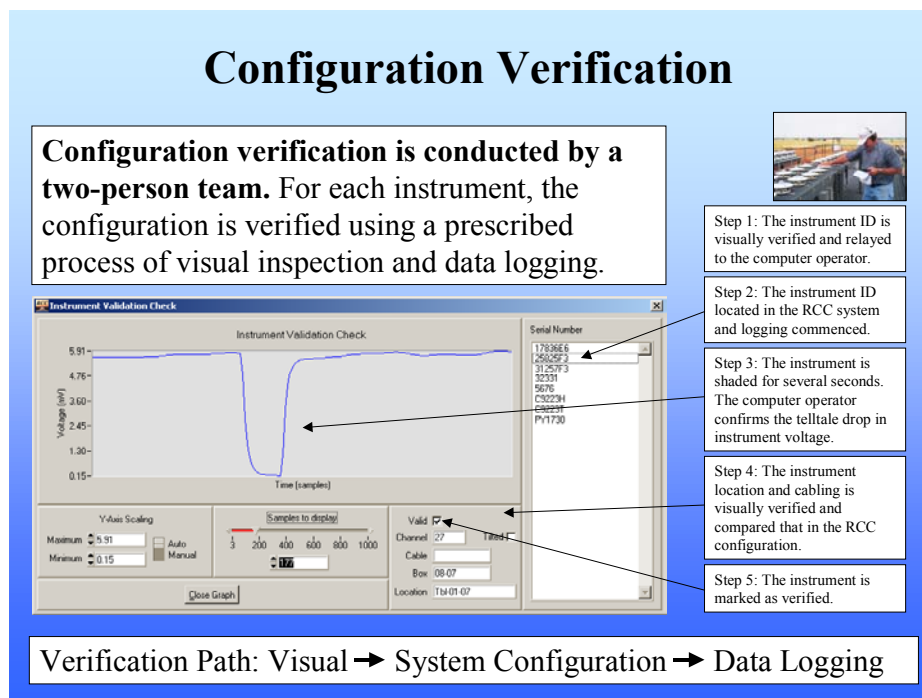 Configuration Verification
Configuration verification is conducted by a
two-person team. For each instrument, the
configuration is verified using a prescribed
process of visual inspection and data logging.
Step 1: The instrument ID is
visually verified and relayed
to the computer operator.
Step 2: The instrument ID
located in the RCC system
and logging commenced.
Step 3: The instrument is
shaded for several seconds.
The computer operator
confirms the telltale drop in
instrument voltage.
Step 4: The instrument
location and cabling is
visually verified and
compared that in the RCC
configuration.
Step 5: The instrument is
marked as verified.
Instrument Validation Check
Instrument Validation Check
5.91
4.76
3.60
2.45
1.30
0.15
Voltage (mV)
Time (samples)
Serial Number
17836E6
25825F3
31257F3
32331
5676
C9223H
C9223T
PY1730
Y-Axis Scaling
Maximum 5.91
Minimum 0.15
Auto
Manual
Samples to display
3 200 400 600 800 1000
177
Valid
Channel 27
Tilted
Cable
Box 08-07
Location Tbl-01-07
Close Graph
Verification Path: Visual → System Configuration → Data Logging